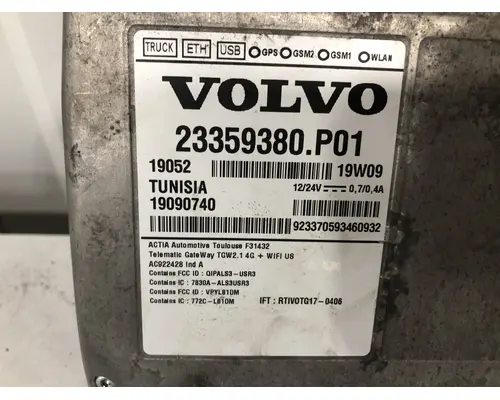 TRUCK ETH USB GPS GSM2 GSM1 WLAN
VOLVO
23359380.P01
19052 19W09
TUNISIA 12/24V 0,7/0,4A
19090740
923370593460932
ACTIA Automotive Toulouse F31432
Telematic GateWay TGW2.1 4G + WIFI US
AC922428 Ind A
Contains FCC ID : QIPALS3-USR3
Contains IC : 7830A-ALS3USR3
Contains FCC ID : VPYLB1DM
Contains IC : 772C-LB1DM IFT : RTIVOTG17-0406